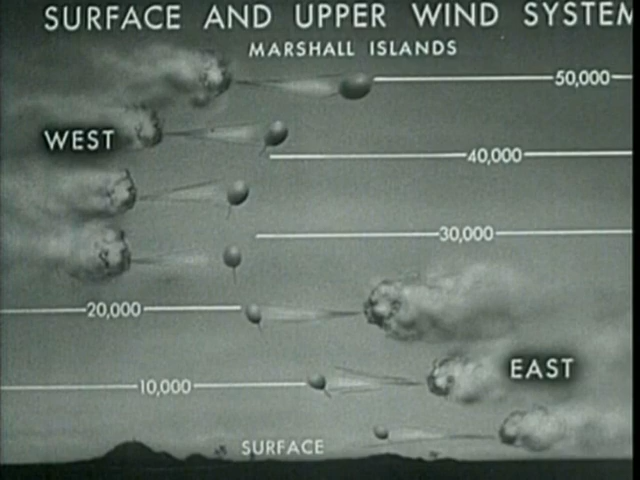 SURFACE AND UPPER WIND SYSTEM
MARSHALL ISLANDS
50,000
WEST
40,000
30,000
20,000
EAST
10,000
SURFACE